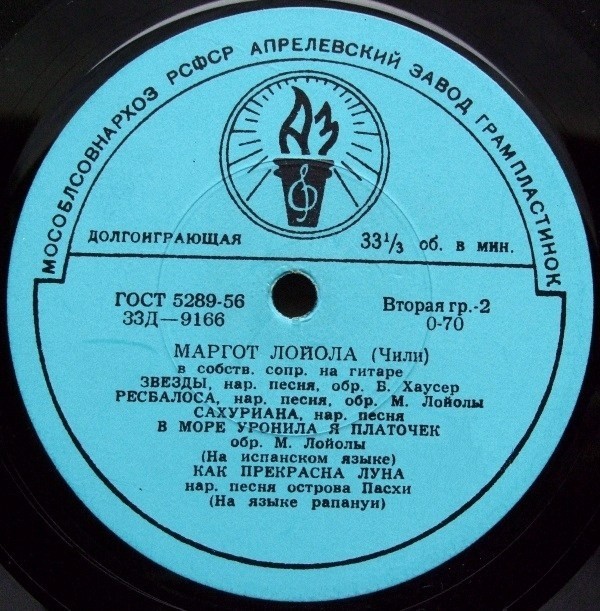 МОСОБЛСОВНАРХОЗ РСФСР АПРЕЛЕВСКИЙ ЗАВОД ГРАМПЛАСТИНОК
АЗ
ДОЛГОИГРАЮЩАЯ
33⅓ об. в мин.
ГОСТ 5289-56
33Д—9166
Вторая гр.-2
0-70
МАРГОТ ЛОЙОЛА (Чили)
в собств. сопр. на гитаре
ЗВЕЗДЫ, нар. песня, обр. Б. Хаусер
РЕСБАЛОСА, нар. песня, обр. М. Лойолы
САХУРИАНА, нар. песня
В МОРЕ УРОНИЛА Я ПЛАТОЧЕК
обр. М. Лойолы
(На испанском языке)
КАК ПРЕКРАСНА ЛУНА
нар. песня острова Пасхи
(На языке рапануи)